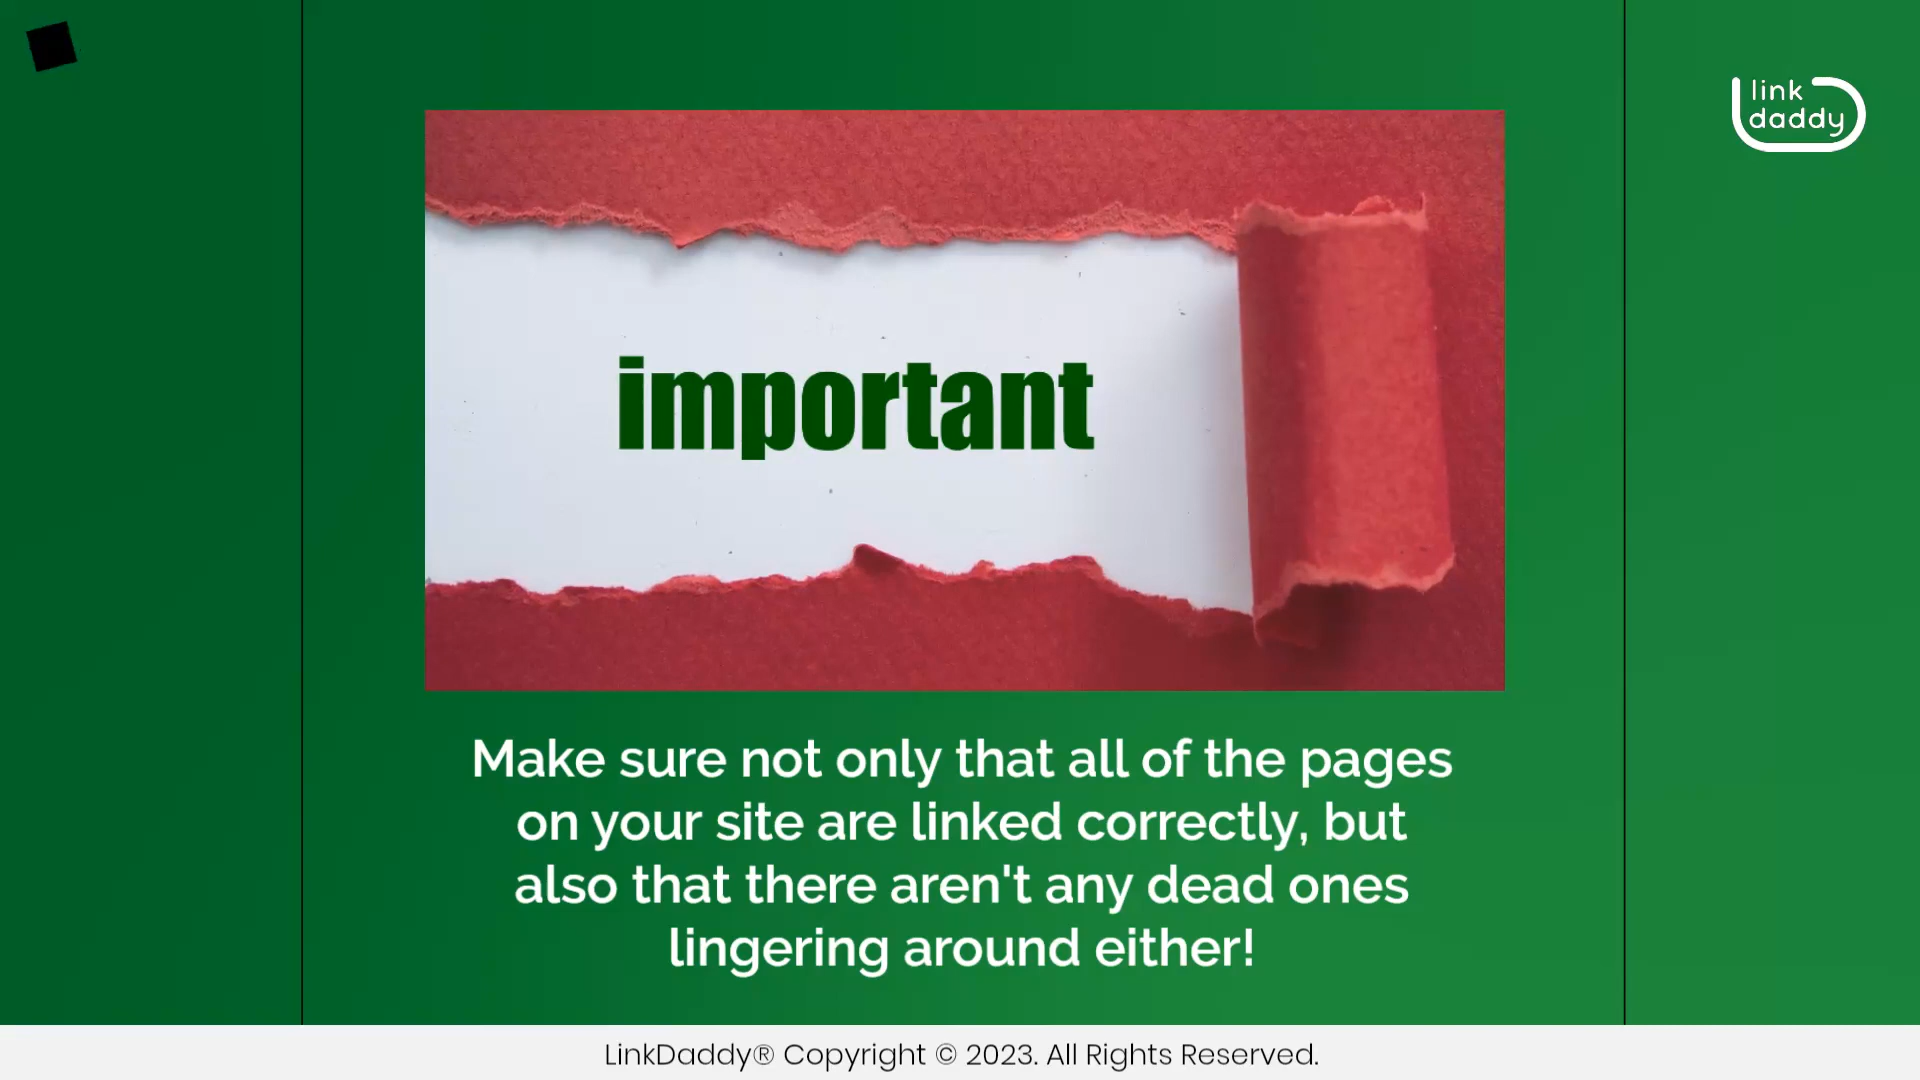 link
daddy
important
Make sure not only that all of the pages
on your site are linked correctly, but
also that there aren't any dead ones
lingering around either!
LinkDaddy® Copyright © 2023. All Rights Reserved.